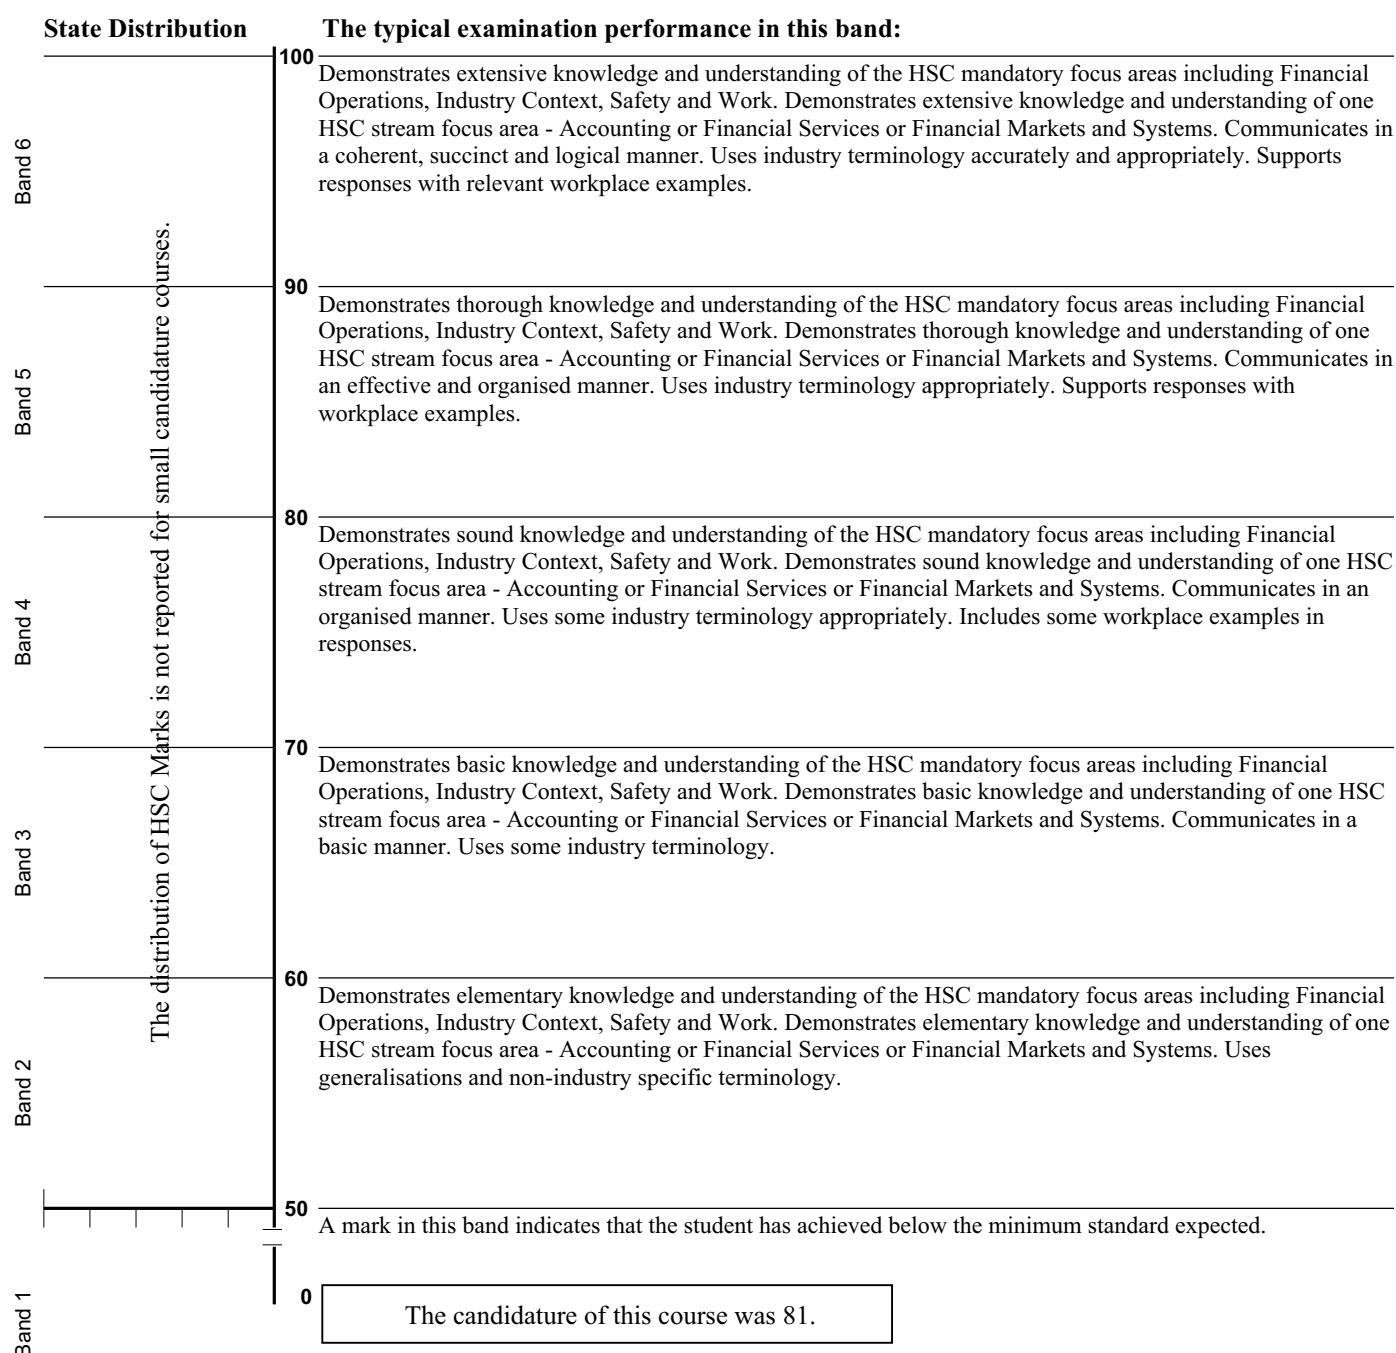 State Distribution
The typical examination performance in this band:
100
Band 6
Demonstrates extensive knowledge and understanding of the HSC mandatory focus areas including Financial
Operations, Industry Context, Safety and Work. Demonstrates extensive knowledge and understanding of one
HSC stream focus area - Accounting or Financial Services or Financial Markets and Systems. Communicates in
a coherent, succinct and logical manner. Uses industry terminology accurately and appropriately. Supports
responses with relevant workplace examples.
The distribution of HSC Marks is not reported for small candidature courses.
90
Band 5
Demonstrates thorough knowledge and understanding of the HSC mandatory focus areas including Financial
Operations, Industry Context, Safety and Work. Demonstrates thorough knowledge and understanding of one
HSC stream focus area - Accounting or Financial Services or Financial Markets and Systems. Communicates in
an effective and organised manner. Uses industry terminology appropriately. Supports responses with
workplace examples.
80
Band 4
Demonstrates sound knowledge and understanding of the HSC mandatory focus areas including Financial
Operations, Industry Context, Safety and Work. Demonstrates sound knowledge and understanding of one HSC
stream focus area - Accounting or Financial Services or Financial Markets and Systems. Communicates in an
organised manner. Uses some industry terminology appropriately. Includes some workplace examples in
responses.
70
Band 3
Demonstrates basic knowledge and understanding of the HSC mandatory focus areas including Financial
Operations, Industry Context, Safety and Work. Demonstrates basic knowledge and understanding of one HSC
stream focus area - Accounting or Financial Services or Financial Markets and Systems. Communicates in a
basic manner. Uses some industry terminology.
60
Band 2
Demonstrates elementary knowledge and understanding of the HSC mandatory focus areas including Financial
Operations, Industry Context, Safety and Work. Demonstrates elementary knowledge and understanding of one
HSC stream focus area - Accounting or Financial Services or Financial Markets and Systems. Uses
generalisations and non-industry specific terminology.
50
A mark in this band indicates that the student has achieved below the minimum standard expected.
Band 1
0
The candidature of this course was 81.